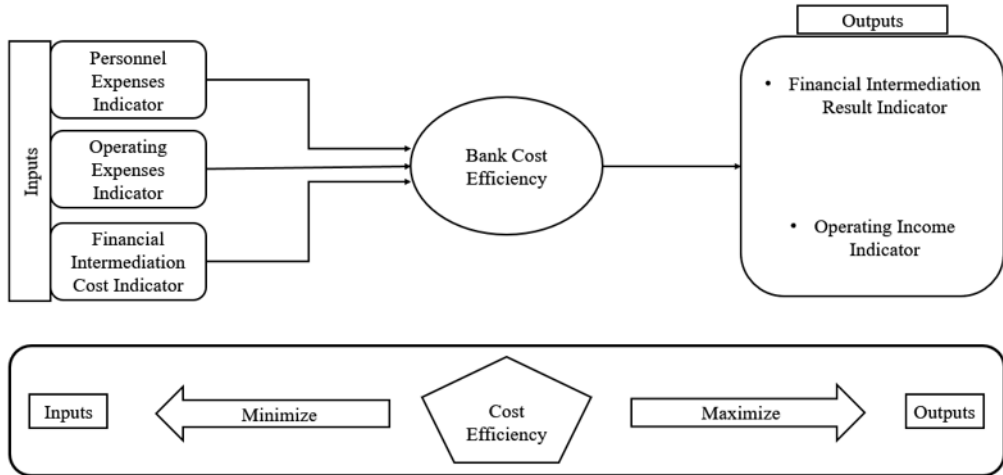 Inputs
Personnel
Expenses
Indicator
Operating
Expenses
Indicator
Financial
Intermediation
Cost Indicator
Bank Cost
Efficiency
Outputs
• Financial Intermediation
Result Indicator
• Operating Income
Indicator
Inputs
Minimize
Cost
Efficiency
Maximize
Outputs